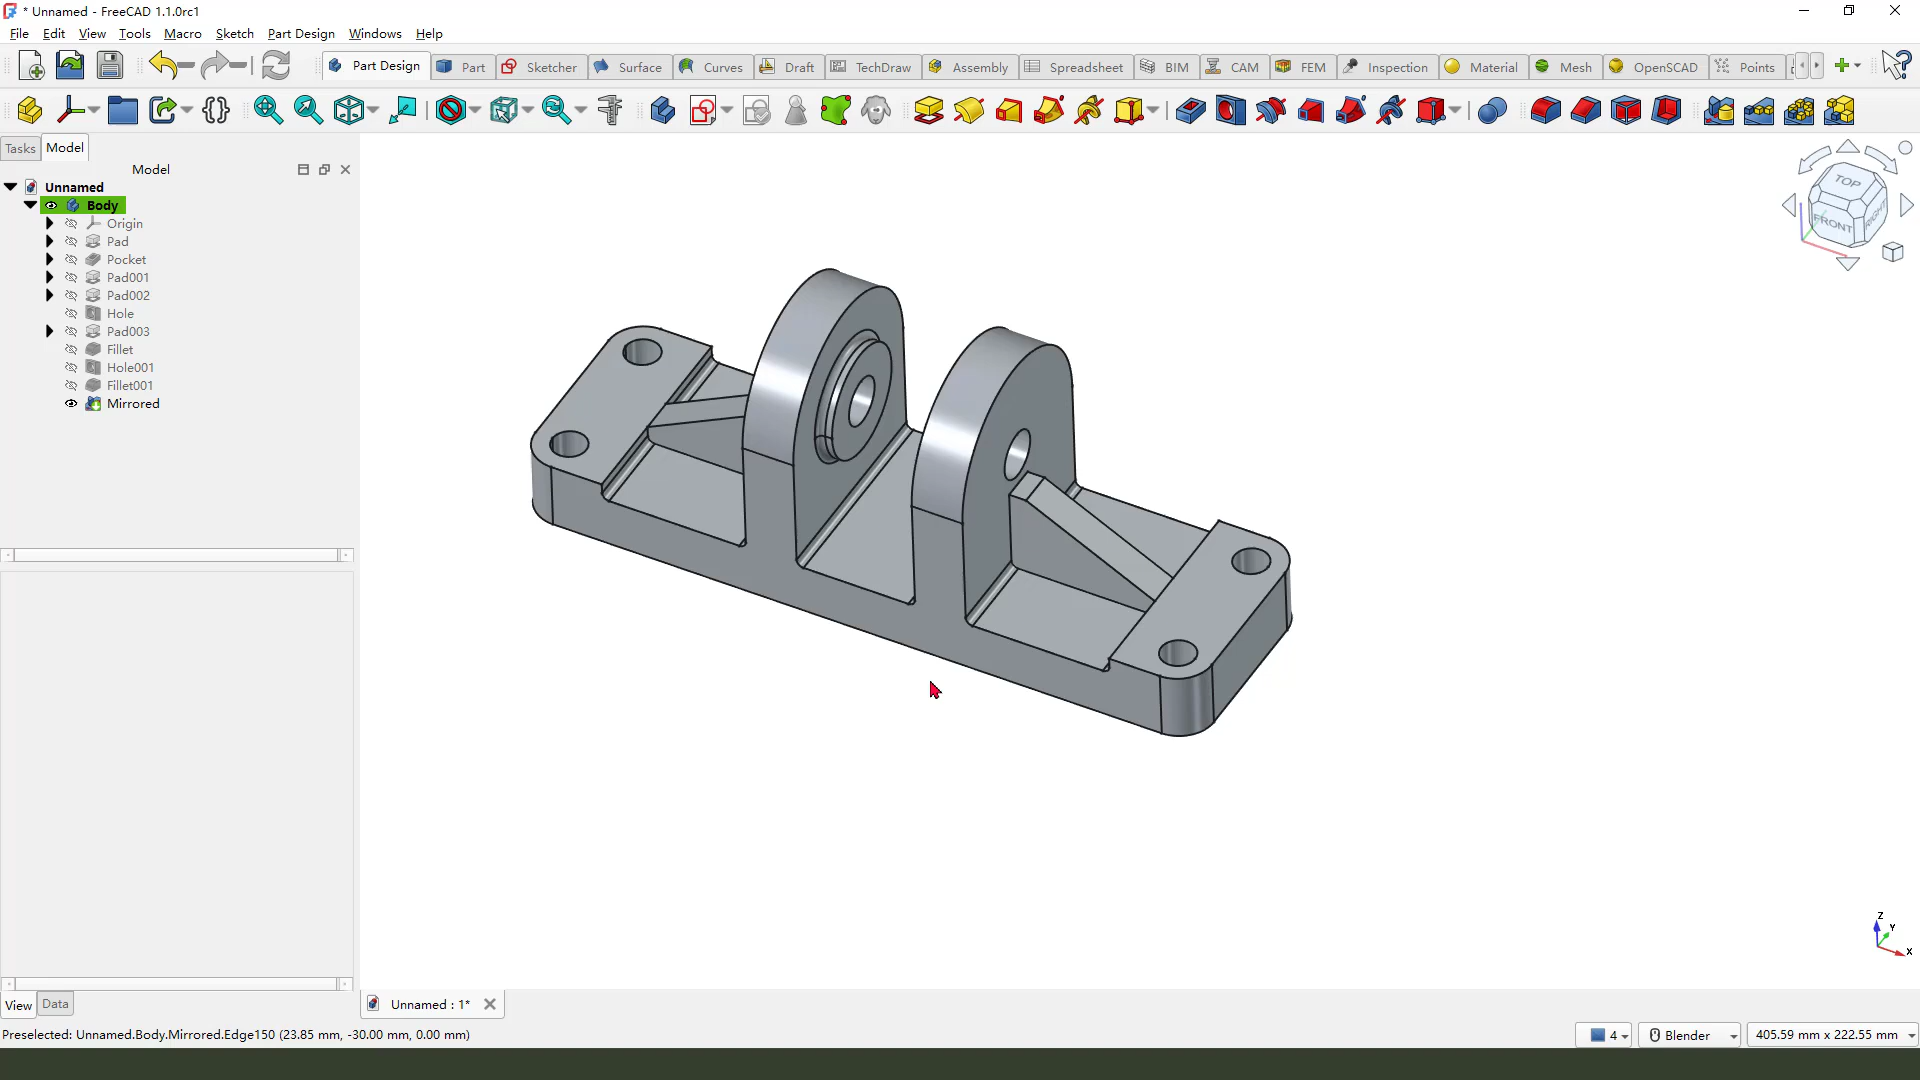 * Unnamed - FreeCAD 1.1.0rc1
File Edit View Tools Macro Sketch Part Design Windows Help
Part Design Part Sketcher Surface Curves Draft TechDraw Assembly Spreadsheet BIM CAM FEM Inspection Material Mesh OpenSCAD Points
Tasks Model
Model
Unnamed
Body
Origin
Pad
Pocket
Pad001
Pad002
Hole
Pad003
Fillet
Hole001
Fillet001
Mirrored
TOP
FRONT
RIGHT
Z
Y
X
View Data
Unnamed : 1*
Preselected: Unnamed.Body.Mirrored.Edge150 (23.85 mm, -30.00 mm, 0.00 mm)
4 Blender 405.59 mm x 222.55 mm